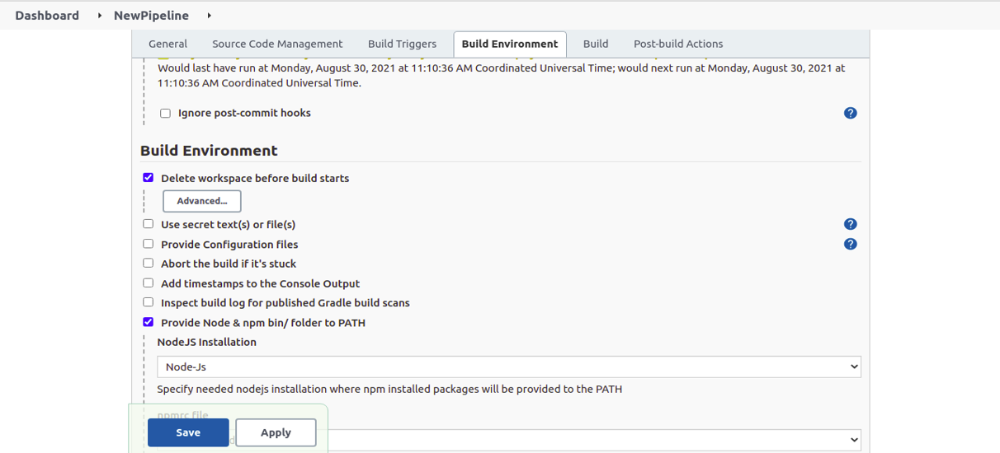 Dashboard NewPipeline
General Source Code Management Build Triggers Build Environment Build Post-build Actions
Would last have run at Monday, August 30, 2021 at 11:10:36 AM Coordinated Universal Time; would next run at Monday, August 30, 2021 at
11:10:36 AM Coordinated Universal Time.
Ignore post-commit hooks ?
Build Environment
Delete workspace before build starts
Advanced...
Use secret text(s) or file(s) ?
Provide Configuration files ?
Abort the build if it's stuck
Add timestamps to the Console Output
Inspect build log for published Gradle build scans
Provide Node & npm bin/ folder to PATH
NodeJS Installation
Node-Js
Specify needed nodejs installation where npm installed packages will be provided to the PATH
npmrc file
Save Apply